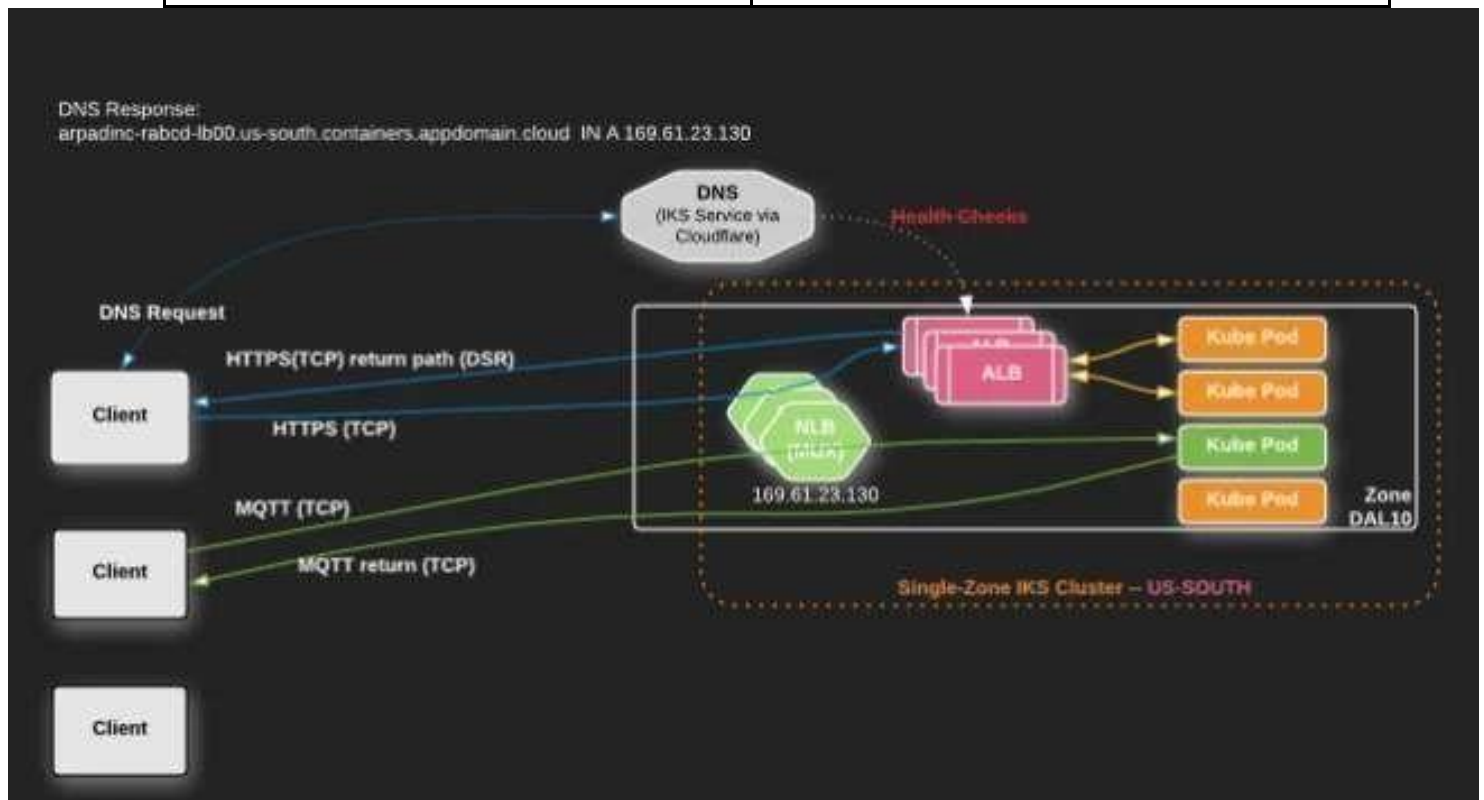 DNS Response:
arpadinc-rabcd-lb00.us-south.containers.appdomain.cloud IN A 169.61.23.130
DNS
(IKS Service via
Cloudflare)
Health Checks
DNS Request
HTTPS(TCP) return path (DSR)
Client
HTTPS (TCP)
ALB
ALB
Kube Pod
Kube Pod
Kube Pod
Kube Pod
NLB
(MUX)
169.61.23.130
Zone
DAL10
MQTT (TCP)
Client
MQTT return (TCP)
Single-Zone IKS Cluster – US-SOUTH
Client